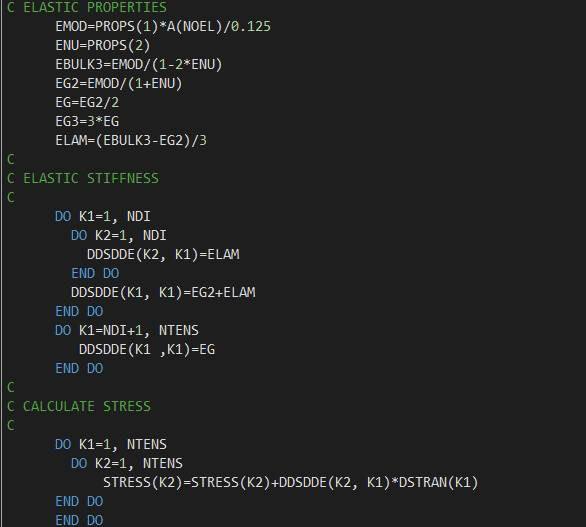 C ELASTIC PROPERTIES
      EMOD=PROPS(1)*A(NOEL)/0.125
      ENU=PROPS(2)
      EBULK3=EMOD/(1-2*ENU)
      EG2=EMOD/(1+ENU)
      EG=EG2/2
      EG3=3*EG
      ELAM=(EBULK3-EG2)/3
C
C ELASTIC STIFFNESS
C
      DO K1=1, NDI
        DO K2=1, NDI
          DDSDDE(K2, K1)=ELAM
        END DO
        DDSDDE(K1, K1)=EG2+ELAM
      END DO
      DO K1=NDI+1, NTENS
         DDSDDE(K1 ,K1)=EG
      END DO
C
C CALCULATE STRESS
C
      DO K1=1, NTENS
        DO K2=1, NTENS
            STRESS(K2)=STRESS(K2)+DDSDDE(K2, K1)*DSTRAN(K1)
      END DO
      END DO